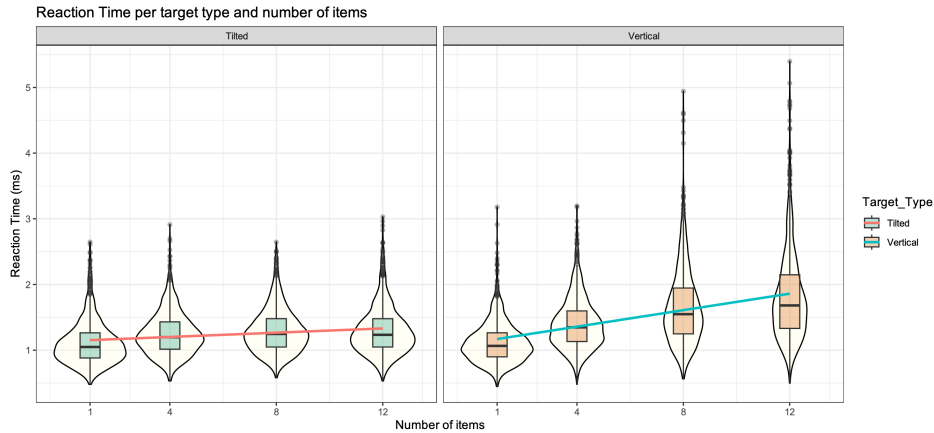 Reaction Time per target type and number of items
Tilted
Vertical
Reaction Time (ms)
5
4
3
2
1
1
4
8
12
1
4
8
12
Number of items
Target_Type
Tilted
Vertical